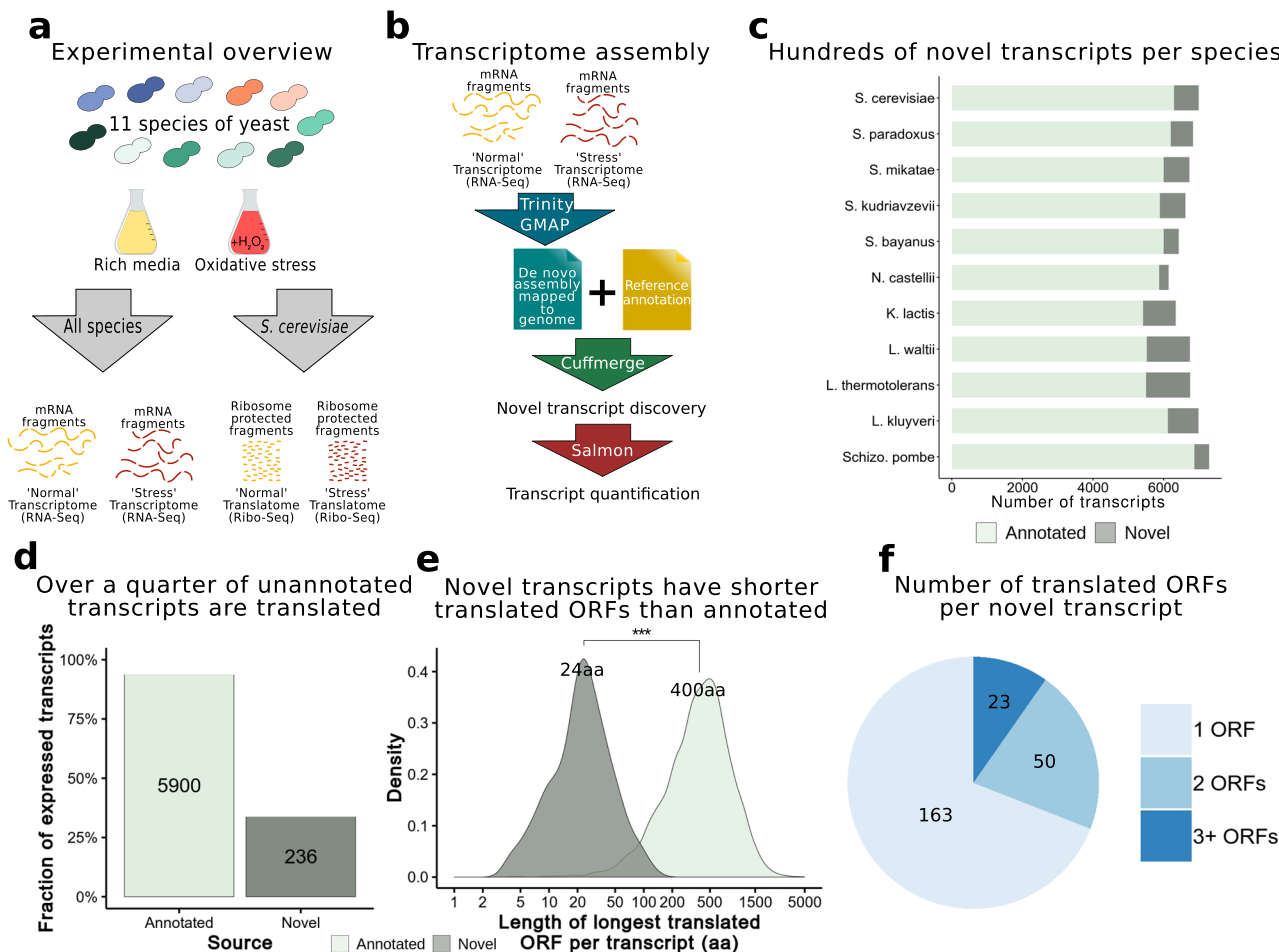 a
Experimental overview
11 species of yeast
+H₂O₂
Rich media
Oxidative stress
All species
S. cerevisiae
mRNA
fragments
mRNA
fragments
Ribosome
protected
fragments
Ribosome
protected
fragments
'Normal'
Transcriptome
(RNA-Seq)
'Stress'
Transcriptome
(RNA-Seq)
'Normal'
Translatome
(Ribo-Seq)
'Stress'
Translatome
(Ribo-Seq)
b
Transcriptome assembly
mRNA
fragments
mRNA
fragments
'Normal'
Transcriptome
(RNA-Seq)
'Stress'
Transcriptome
(RNA-Seq)
Trinity
GMAP
De novo
assembly
mapped
to
genome
+
Reference
annotation
Cuffmerge
Novel transcript discovery
Salmon
Transcript quantification
c
Hundreds of novel transcripts per species
S. cerevisiae
S. paradoxus
S. mikatae
S. kudriavzevii
S. bayanus
N. castellii
K. lactis
L. waltii
L. thermotolerans
L. kluyveri
Schizo. pombe
0 2000 4000 6000
Number of transcripts
Annotated Novel
d
Over a quarter of unannotated
transcripts are translated
Fraction of expressed transcripts
100%
75%
50%
25%
0%
5900
236
Annotated Novel
Source
e
Novel transcripts have shorter
translated ORFs than annotated
***
24aa
400aa
Density
0.4
0.3
0.2
0.1
0.0
1 2 5 10 20 50 100 200 500 1500 5000
Length of longest translated
ORF per transcript (aa)
Annotated Novel
f
Number of translated ORFs
per novel transcript
23
50
163
1 ORF
2 ORFs
3+ ORFs